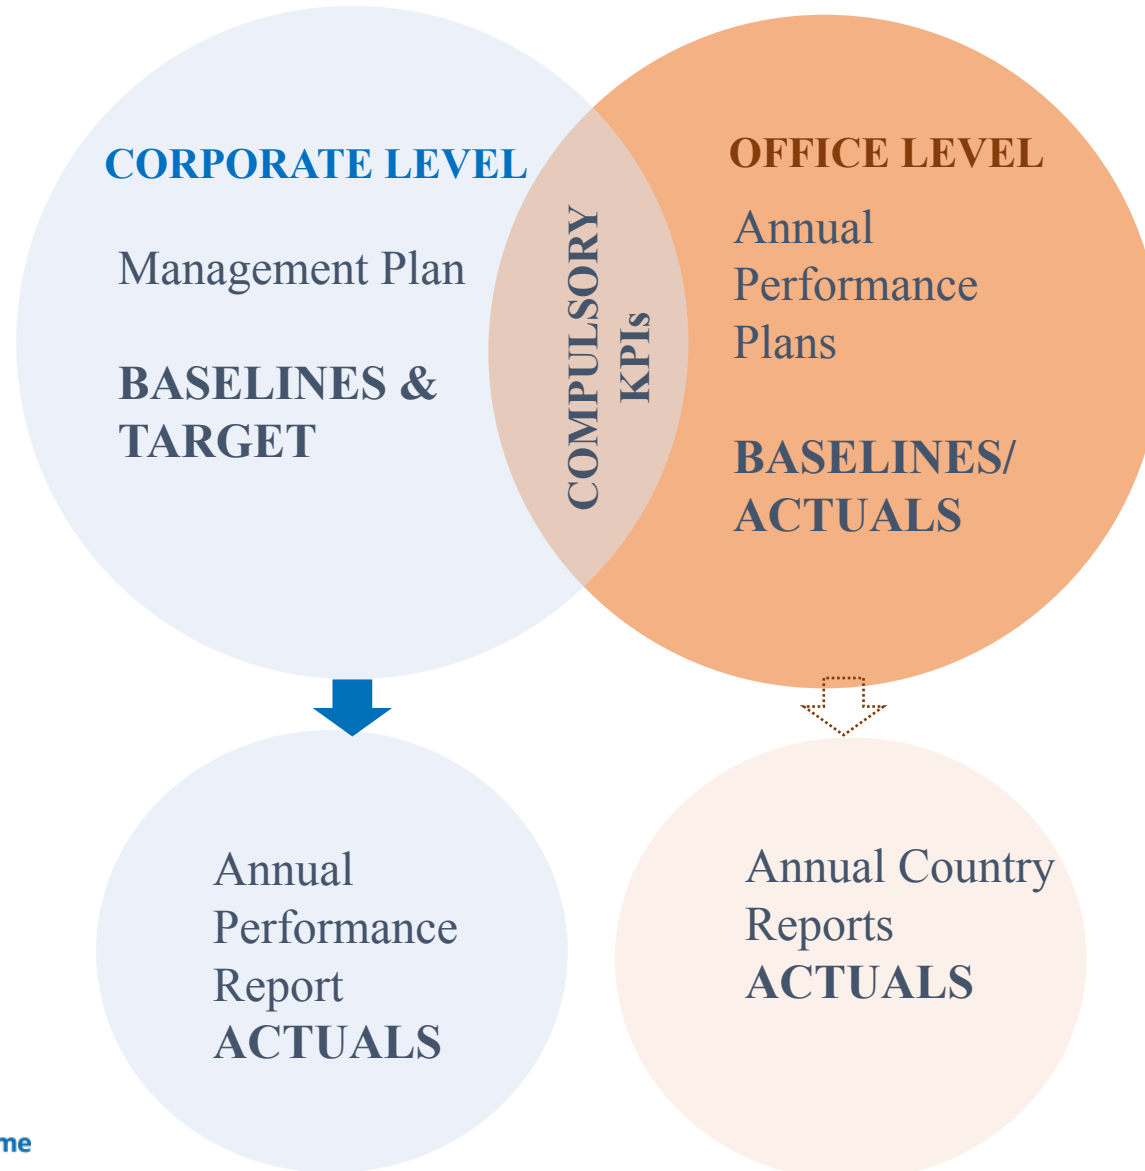 CORPORATE LEVEL
Management Plan
BASELINES &
TARGET
COMPULSORY
KPIs
OFFICE LEVEL
Annual
Performance
Plans
BASELINES/
ACTUALS
Annual
Performance
Report
ACTUALS
Annual Country
Reports
ACTUALS
me